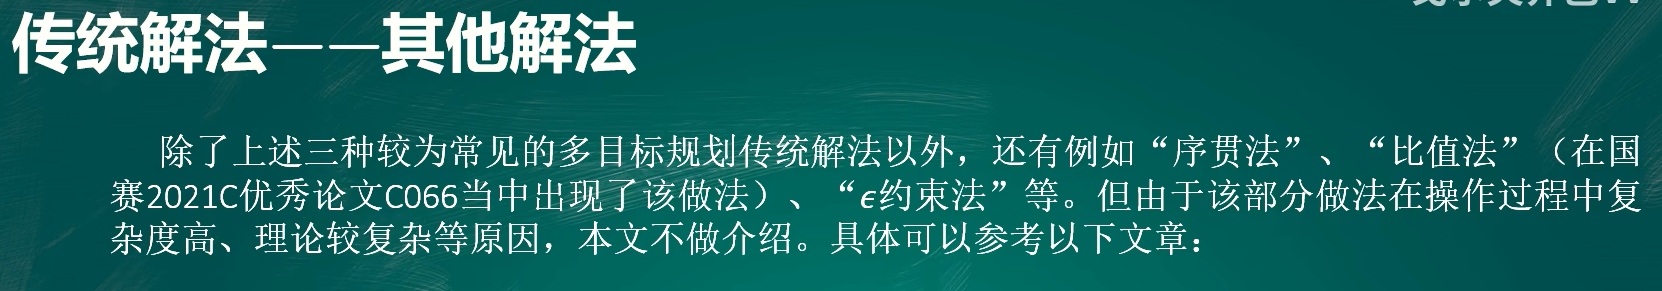 传统解法——其他解法
除了上述三种较为常见的多目标规划传统解法以外，还有例如“序贯法”、“比值法”（在国
赛2021C优秀论文C066当中出现了该做法）、“ϵ约束法”等。但由于该部分做法在操作过程中复
杂度高、理论较复杂等原因，本文不做介绍。具体可以参考以下文章：